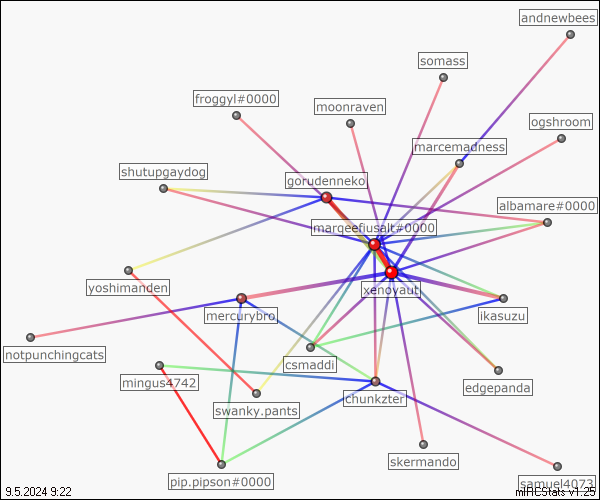 andnewbees
somass
froggyl#0000
moonraven
ogshroom
marcemadness
shutupgaydog
gorudenneko
albamare#0000
marqeefiusalt#0000
yoshimanden
xenoyaut
mercurybro
ikasuzu
notpunchingcats
csmaddi
mingus4742
edgepanda
chunkzter
swanky.pants
skermando
pip.pipson#0000
samuel4073
9.5.2024 9:22
mIRCStats v1.25